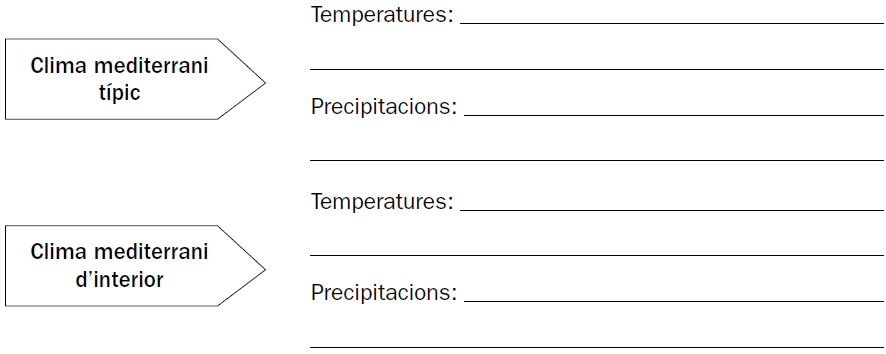 Temperatures:
Clima mediterrani
típic
Precipitacions:
Temperatures:
Clima mediterrani
d’interior
Precipitacions: